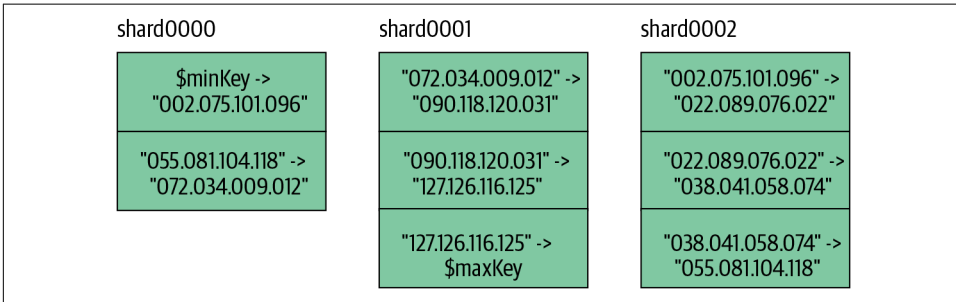 shard0000
$minKey ->
"002.075.101.096"
"055.081.104.118" ->
"072.034.009.012"
shard0001
"072.034.009.012" ->
"090.118.120.031"
"090.118.120.031" ->
"127.126.116.125"
"127.126.116.125" ->
$maxKey
shard0002
"002.075.101.096" ->
"022.089.076.022"
"022.089.076.022" ->
"038.041.058.074"
"038.041.058.074" ->
"055.081.104.118"